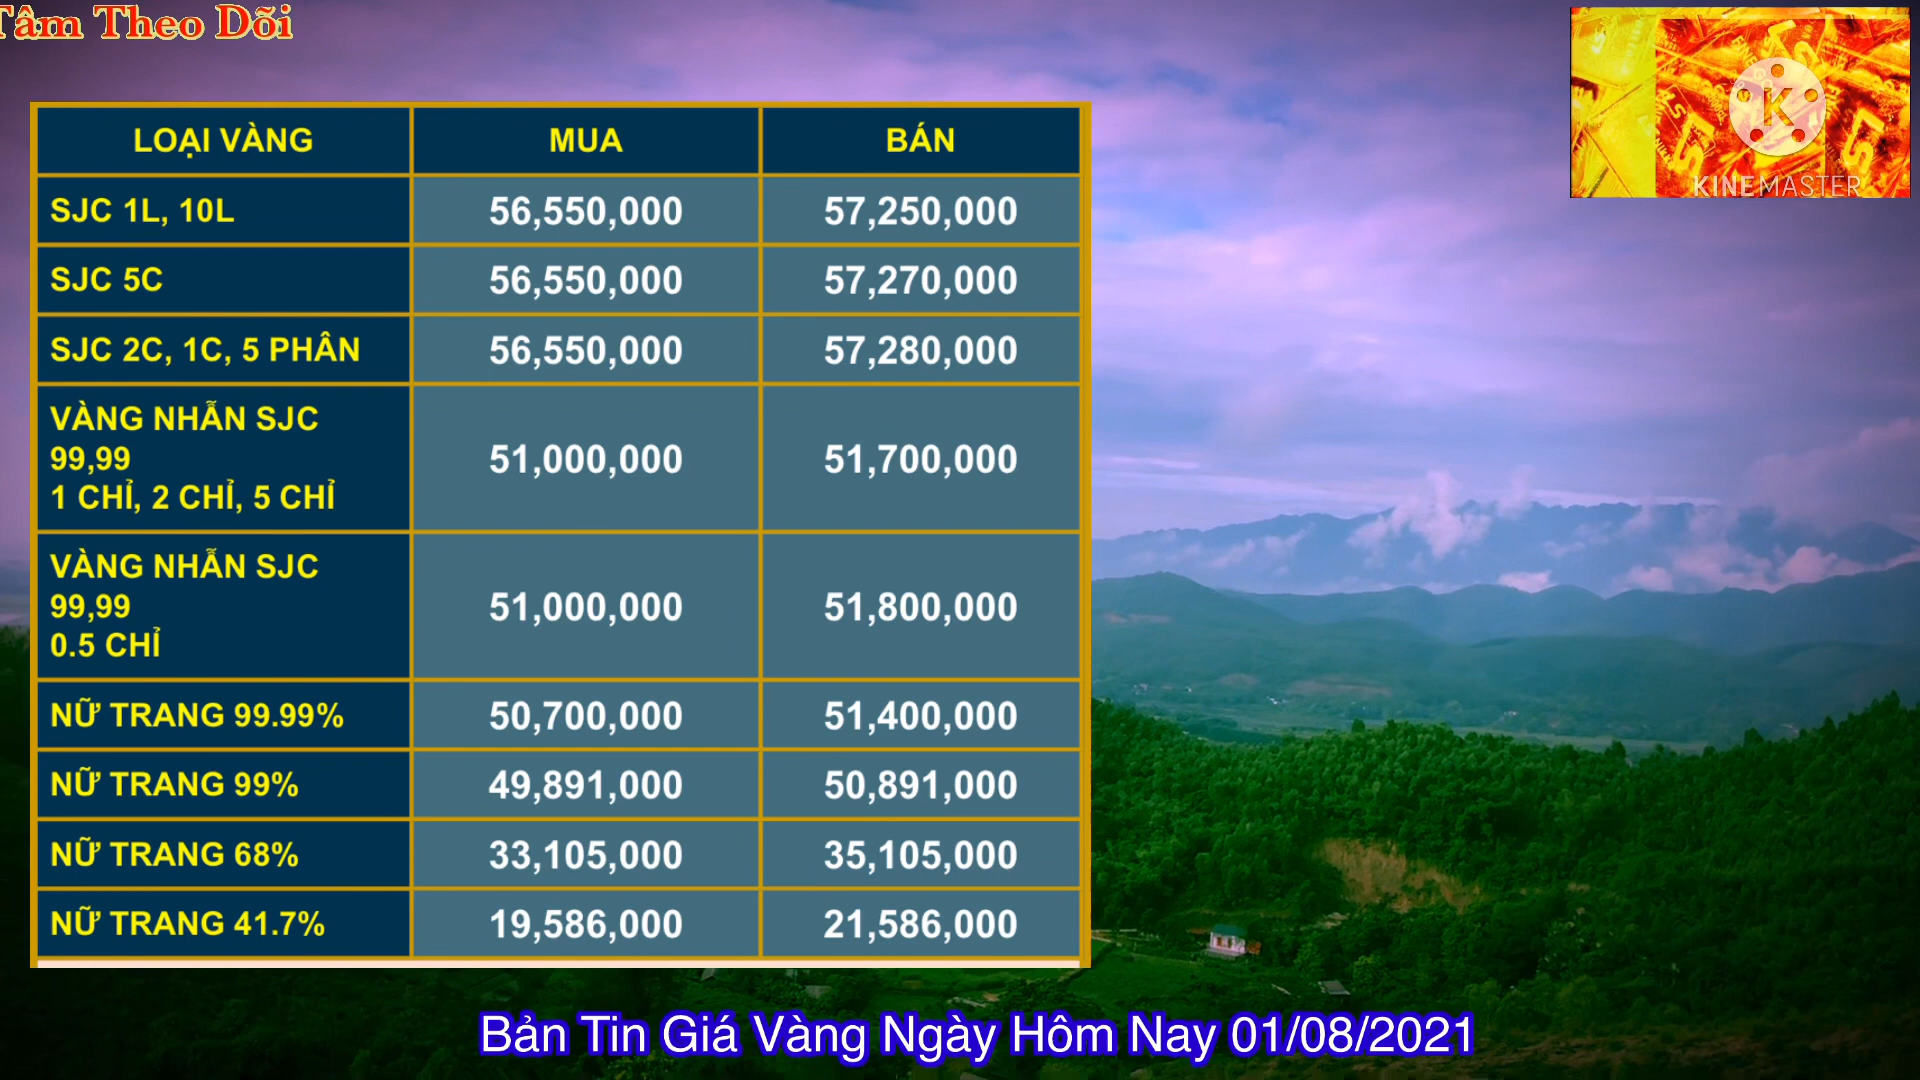 Tâm Theo Dõi
KINEMASTER
LOẠI VÀNG MUA BÁN
SJC 1L, 10L 56,550,000 57,250,000
SJC 5C 56,550,000 57,270,000
SJC 2C, 1C, 5 PHÂN 56,550,000 57,280,000
VÀNG NHẪN SJC
99,99
1 CHỈ, 2 CHỈ, 5 CHỈ 51,000,000 51,700,000
VÀNG NHẪN SJC
99,99
0.5 CHỈ 51,000,000 51,800,000
NỮ TRANG 99.99% 50,700,000 51,400,000
NỮ TRANG 99% 49,891,000 50,891,000
NỮ TRANG 68% 33,105,000 35,105,000
NỮ TRANG 41.7% 19,586,000 21,586,000
Bản Tin Giá Vàng Ngày Hôm Nay 01/08/2021